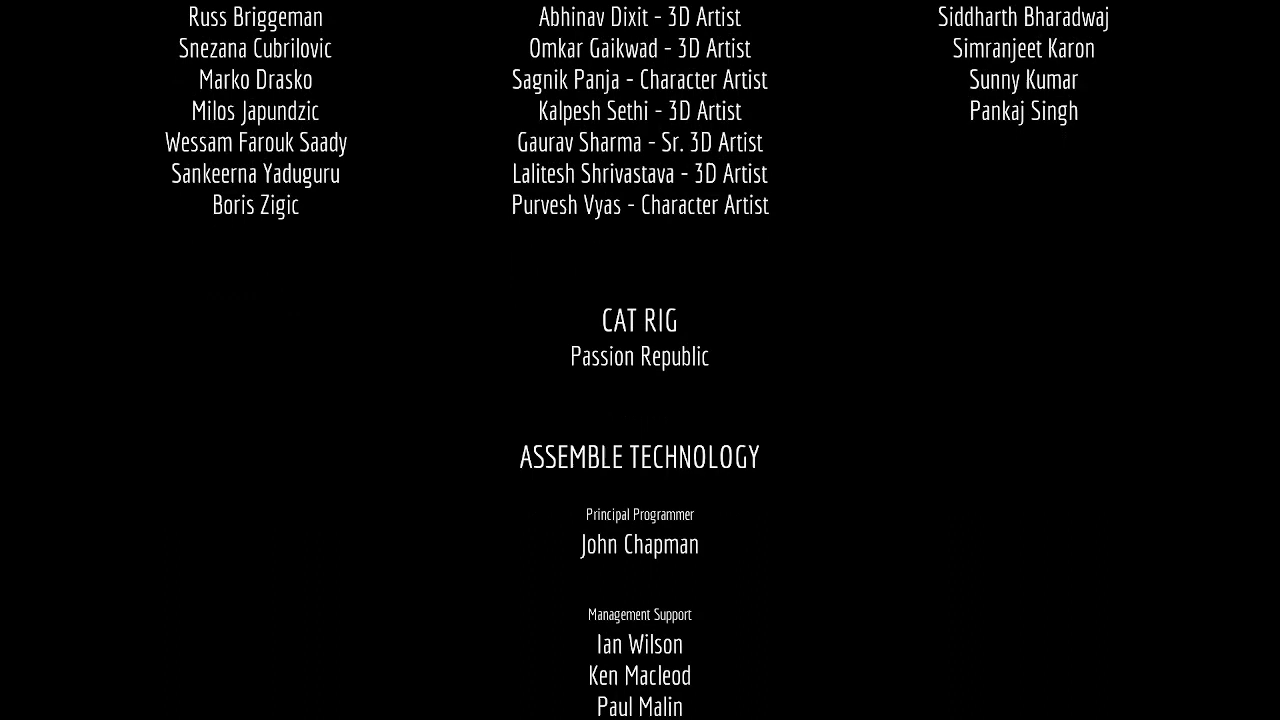 Russ Briggeman
Snezana Cubrilovic
Marko Drasko
Milos Japundzic
Wessam Farouk Saady
Sankeerna Yaduguru
Boris Zigic
Abhinav Dixit - 3D Artist
Omkar Gaikwad - 3D Artist
Sagnik Panja - Character Artist
Kalpesh Sethi - 3D Artist
Gaurav Sharma - Sr. 3D Artist
Lalitesh Shrivastava - 3D Artist
Purvesh Vyas - Character Artist
Siddharth Bharadwaj
Simranjeet Karon
Sunny Kumar
Pankaj Singh
CAT RIG
Passion Republic
ASSEMBLE TECHNOLOGY
Principal Programmer
John Chapman
Management Support
Ian Wilson
Ken Macleod
Paul Malin